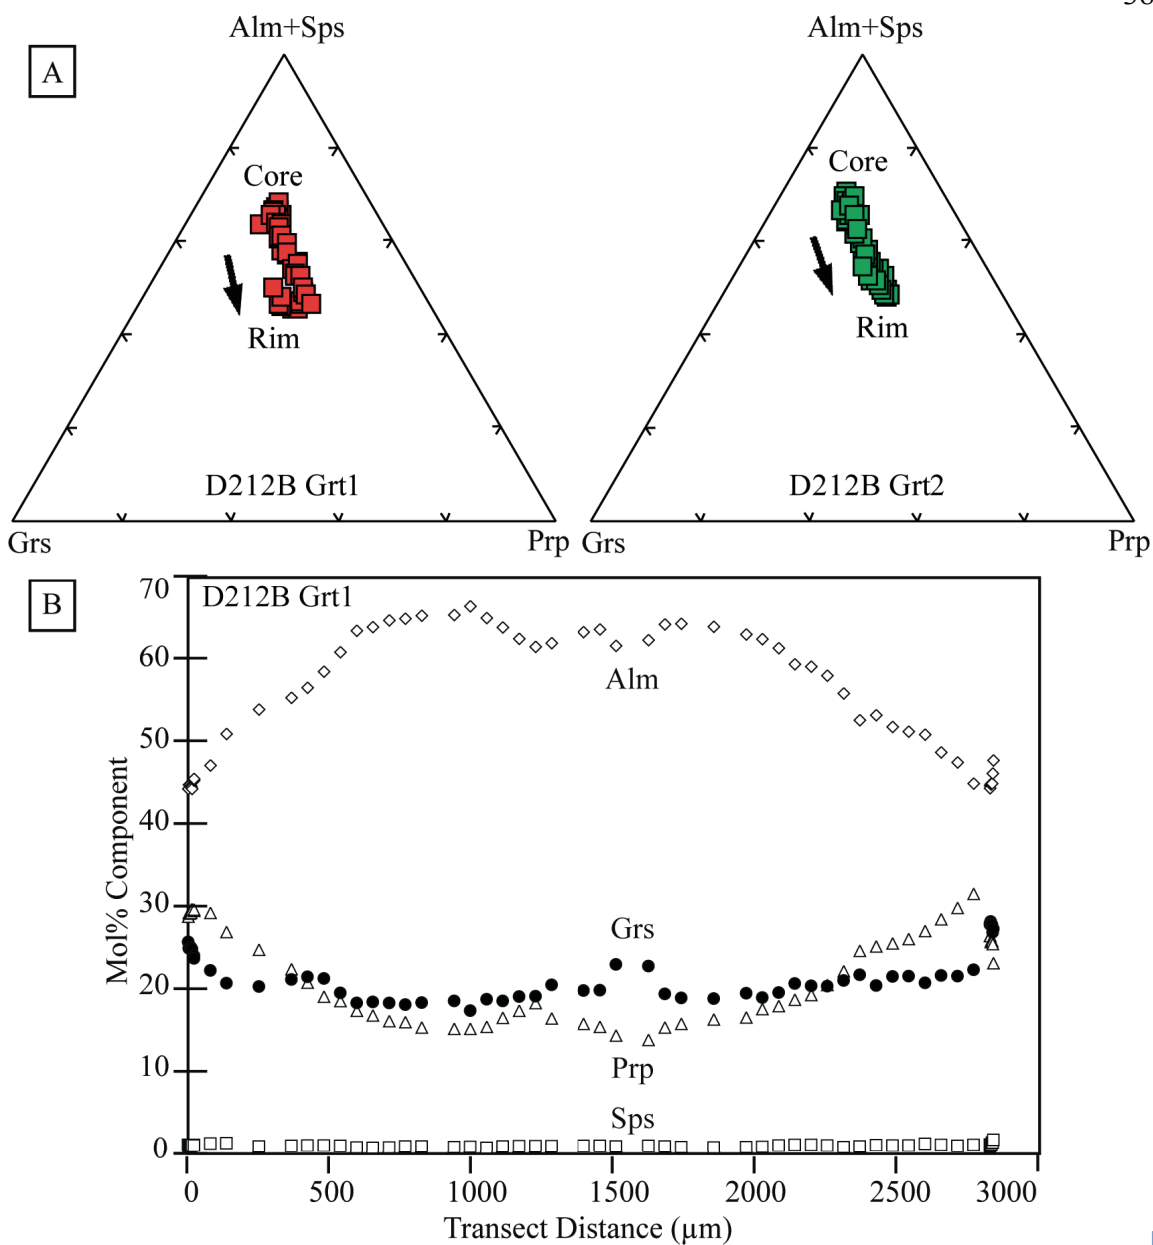 Alm+Sps
Alm+Sps
A
Core
Core
Rim
Rim
D212B Grt1
D212B Grt2
Grs
Prp
Grs
Prp
B
D212B Grt1
70
60
50
40
30
20
10
0
Mol% Component
Alm
Grs
Prp
Sps
0
500
1000
1500
2000
2500
3000
Transect Distance (µm)